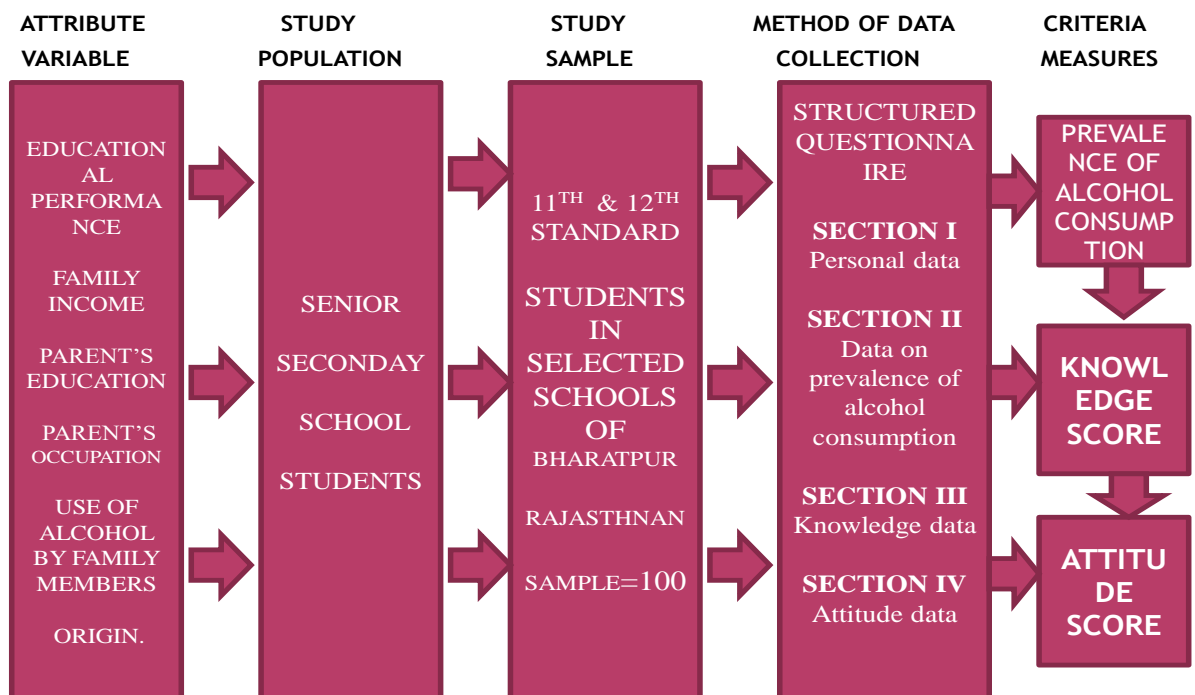 ATTRIBUTE
VARIABLE
STUDY
POPULATION
STUDY
SAMPLE
METHOD OF DATA
COLLECTION
CRITERIA
MEASURES
EDUCATION
AL
PERFORMA
NCE
FAMILY
INCOME
PARENT'S
EDUCATION
PARENT'S
OCCUPATION
USE OF
ALCOHOL
BY FAMILY
MEMBERS
ORIGIN.
SENIOR
SECONDAY
SCHOOL
STUDENTS
11TH & 12TH
STANDARD
STUDENTS
IN
SELECTED
SCHOOLS
OF
BHARATPUR
RAJASTHNAN
SAMPLE=100
STRUCTURED
QUESTIONNA
IRE
SECTION I
Personal data
SECTION II
Data on
prevalence of
alcohol
consumption
SECTION III
Knowledge data
SECTION IV
Attitude data
PREVALE
NCE OF
ALCOHOL
CONSUMP
TION
KNOWL
EDGE
SCORE
ATTITU
DE
SCORE